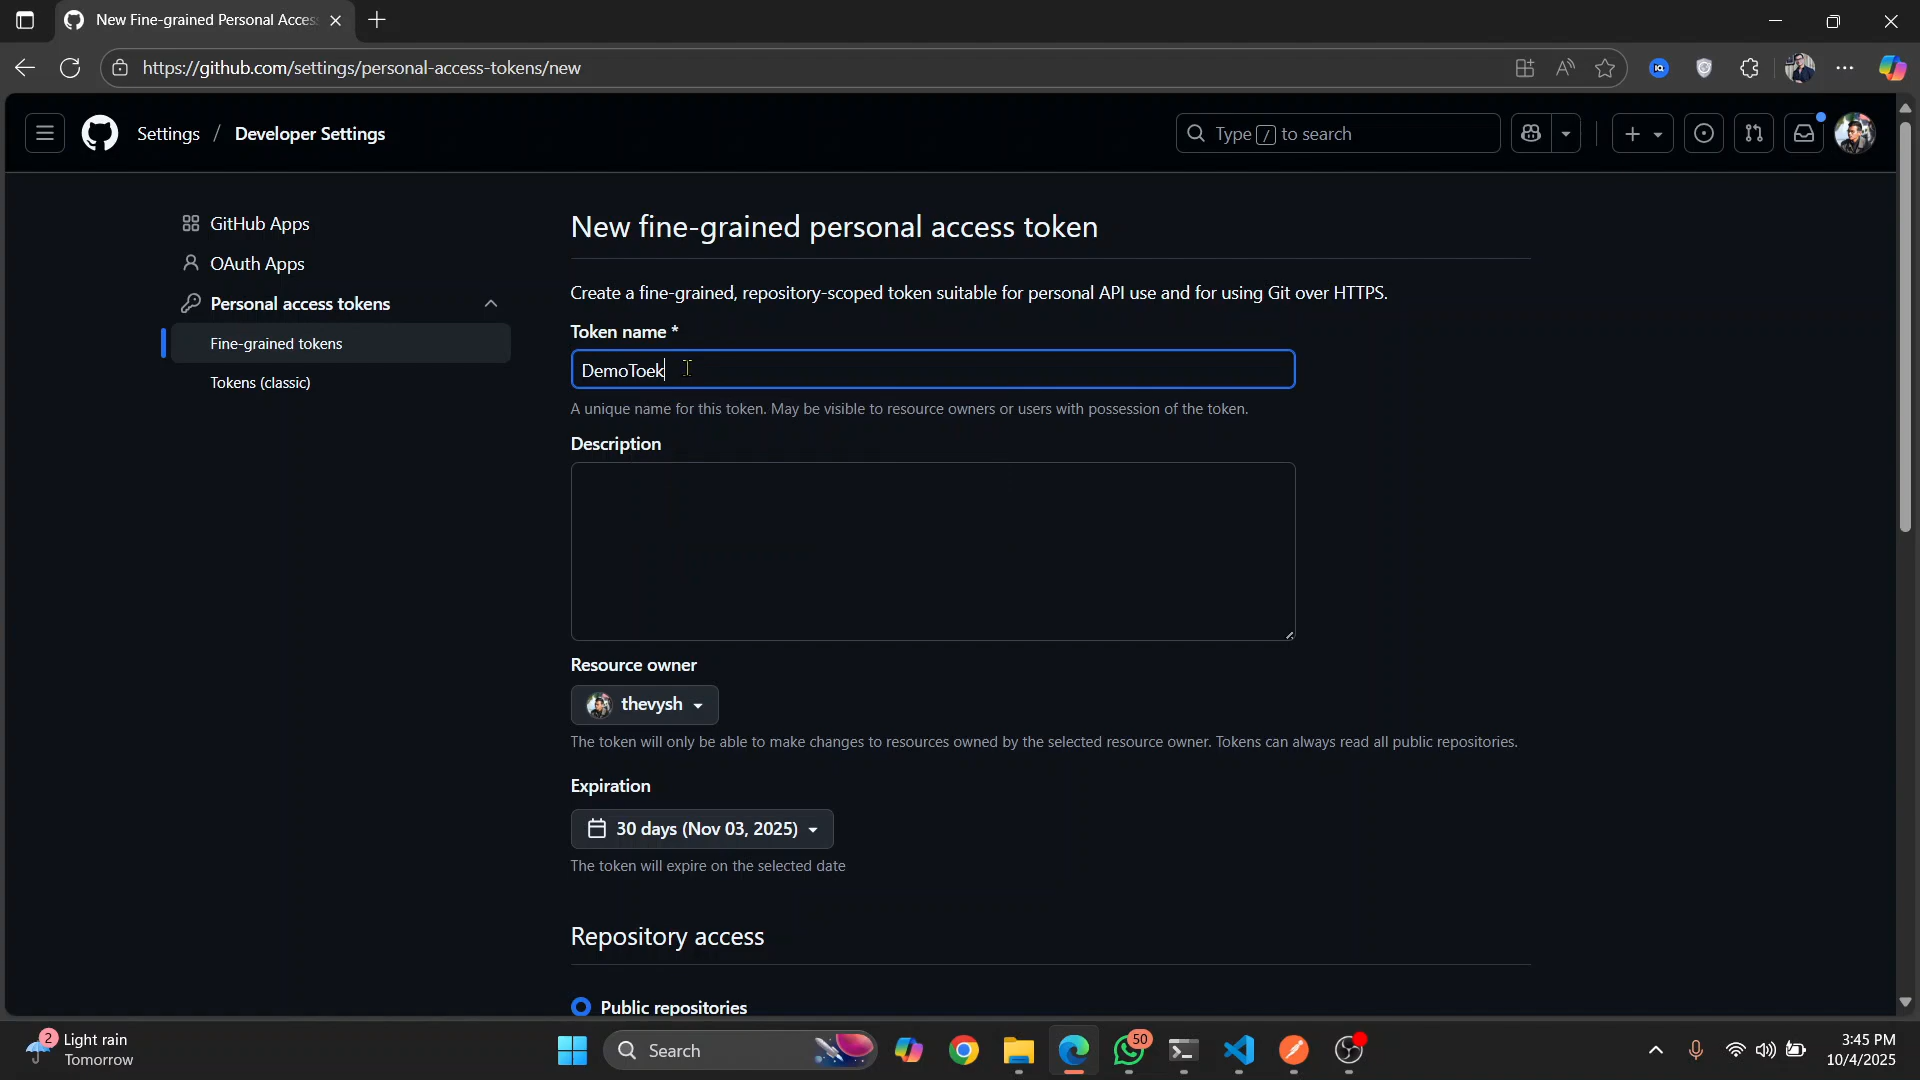 New Fine-grained Personal Acces
https://github.com/settings/personal-access-tokens/new
Settings / Developer Settings
Type / to search
GitHub Apps
OAuth Apps
Personal access tokens
Fine-grained tokens
Tokens (classic)
New fine-grained personal access token
Create a fine-grained, repository-scoped token suitable for personal API use and for using Git over HTTPS.
Token name *
DemoToek
A unique name for this token. May be visible to resource owners or users with possession of the token.
Description
Resource owner
thevysh
The token will only be able to make changes to resources owned by the selected resource owner. Tokens can always read all public repositories.
Expiration
30 days (Nov 03, 2025)
The token will expire on the selected date
Repository access
Public repositories
2
Light rain
Tomorrow
Search
50
3:45 PM
10/4/2025